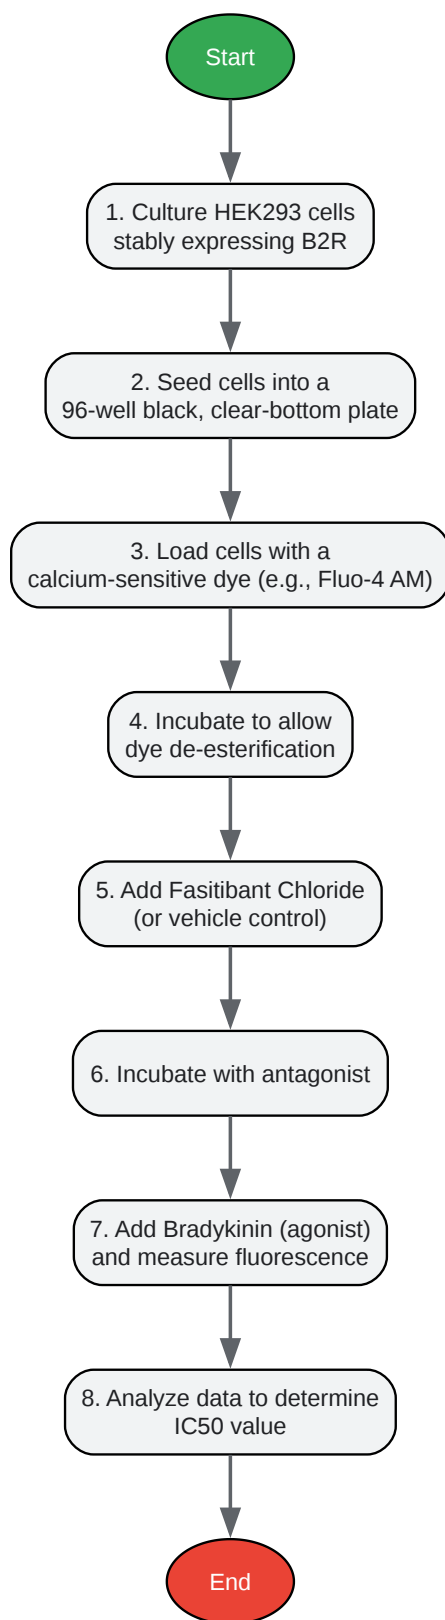 Start
1. Culture HEK293 cells
stably expressing B2R
2. Seed cells into a
96-well black, clear-bottom plate
3. Load cells with a
calcium-sensitive dye (e.g., Fluo-4 AM)
4. Incubate to allow
dye de-esterification
5. Add Fasitibant Chloride
(or vehicle control)
6. Incubate with antagonist
7. Add Bradykinin (agonist)
and measure fluorescence
8. Analyze data to determine
IC50 value
End